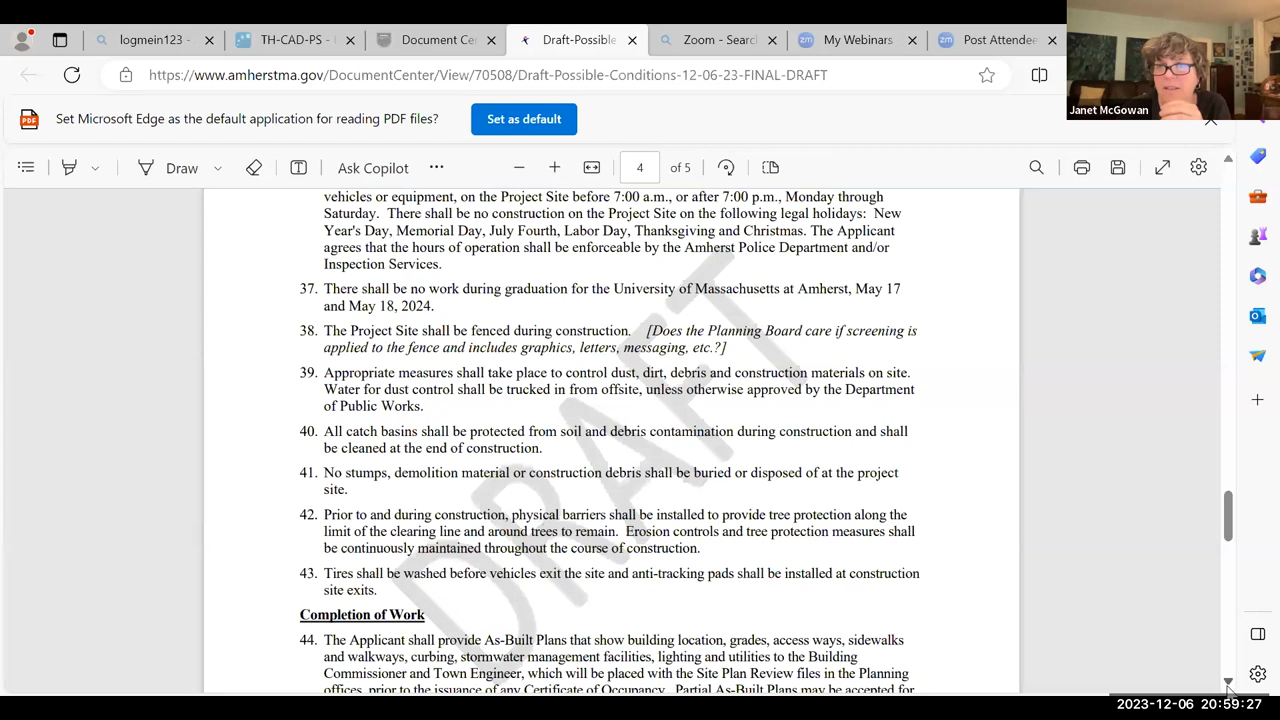 logmein123 -
TH-CAD-PS -
Document Ce
Draft-Possible
Zoom - Searc
My Webinars
Post Attende
https://www.amherstma.gov/DocumentCenter/View/70508/Draft-Possible-Conditions-12-06-23-FINAL-DRAFT
Janet McGowan
Set Microsoft Edge as the default application for reading PDF files?
Set as default
Draw
Ask Copilot
4
of 5
vehicles or equipment, on the Project Site before 7:00 a.m., or after 7:00 p.m., Monday through
Saturday. There shall be no construction on the Project Site on the following legal holidays: New
Year's Day, Memorial Day, July Fourth, Labor Day, Thanksgiving and Christmas. The Applicant
agrees that the hours of operation shall be enforceable by the Amherst Police Department and/or
Inspection Services.
37. There shall be no work during graduation for the University of Massachusetts at Amherst, May 17
and May 18, 2024.
38. The Project Site shall be fenced during construction. [Does the Planning Board care if screening is
applied to the fence and includes graphics, letters, messaging, etc.?]
39. Appropriate measures shall take place to control dust, dirt, debris and construction materials on site.
Water for dust control shall be trucked in from offsite, unless otherwise approved by the Department
of Public Works.
40. All catch basins shall be protected from soil and debris contamination during construction and shall
be cleaned at the end of construction.
41. No stumps, demolition material or construction debris shall be buried or disposed of at the project
site.
42. Prior to and during construction, physical barriers shall be installed to provide tree protection along the
limit of the clearing line and around trees to remain. Erosion controls and tree protection measures shall
be continuously maintained throughout the course of construction.
43. Tires shall be washed before vehicles exit the site and anti-tracking pads shall be installed at construction
site exits.
Completion of Work
44. The Applicant shall provide As-Built Plans that show building location, grades, access ways, sidewalks
and walkways, curbing, stormwater management facilities, lighting and utilities to the Building
Commissioner and Town Engineer, which will be placed with the Site Plan Review files in the Planning
offices, prior to the issuance of any Certificate of Occupancy. Partial As-Built Plans may be accepted for
DRAFT
2023-12-06 20:59:27